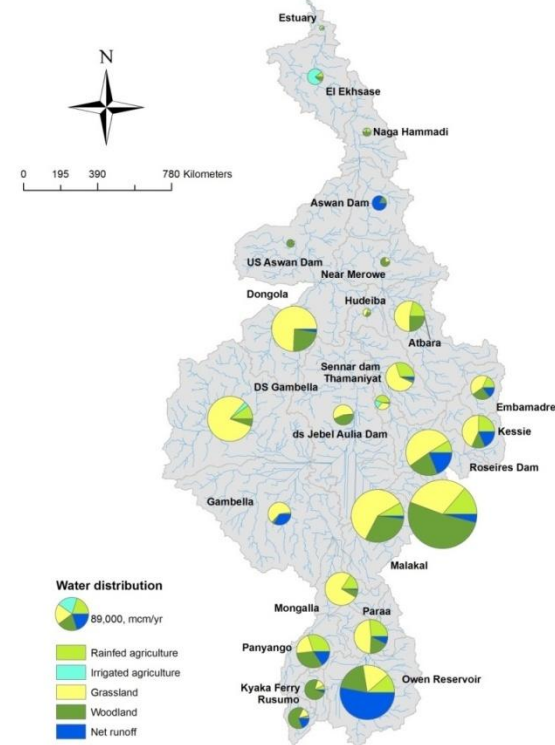 Estuary
N
El Ekhsase
Naga Hammadi
0 195 390 780 Kilometers
Aswan Dam
US Aswan Dam
Near Merowe
Dongola
Hudeiba
Atbara
Sennar dam
Thamaniyat
DS Gambella
Embamadre
ds Jebel Aulia Dam
Kessie
Roseires Dam
Gambella
Malakal
Water distribution
89,000, mcm/yr
Mongalla
Paraa
Rainfed agriculture
Panyango
Irrigated agriculture
Owen Reservoir
Grassland
Kyaka Ferry
Rusumo
Woodland
Net runoff